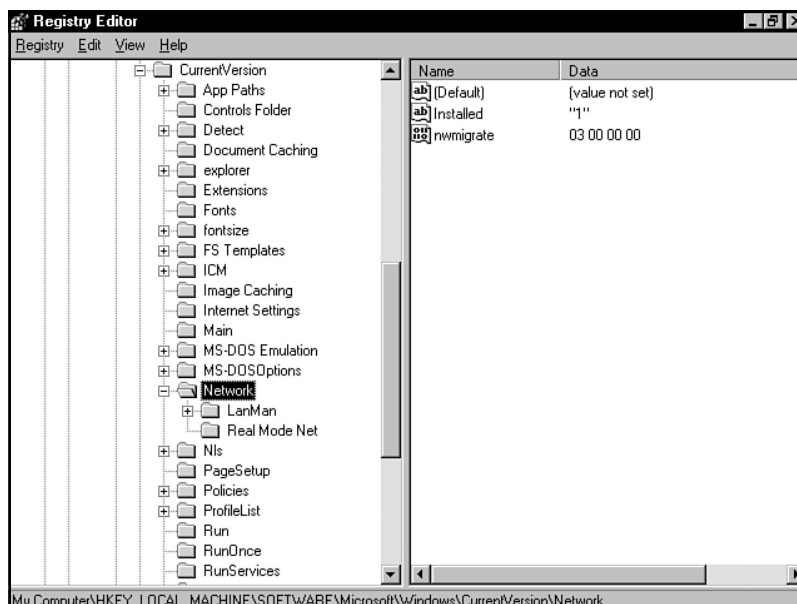 Registry Editor
Registry Edit View Help
CurrentVersion
App Paths
Controls Folder
Detect
Document Caching
explorer
Extensions
Fonts
fontsize
FS Templates
ICM
Image Caching
Internet Settings
Main
MS-DOS Emulation
MS-DOSOptions
Network
LanMan
Real Mode Net
Nls
PageSetup
Policies
ProfileList
Run
RunOnce
RunServices
Name Data
(Default) (value not set)
Installed "1"
nwmigrate 03 00 00 00
My Computer\HKEY_LOCAL_MACHINE\SOFTWARE\Microsoft\Windows\CurrentVersion\Network